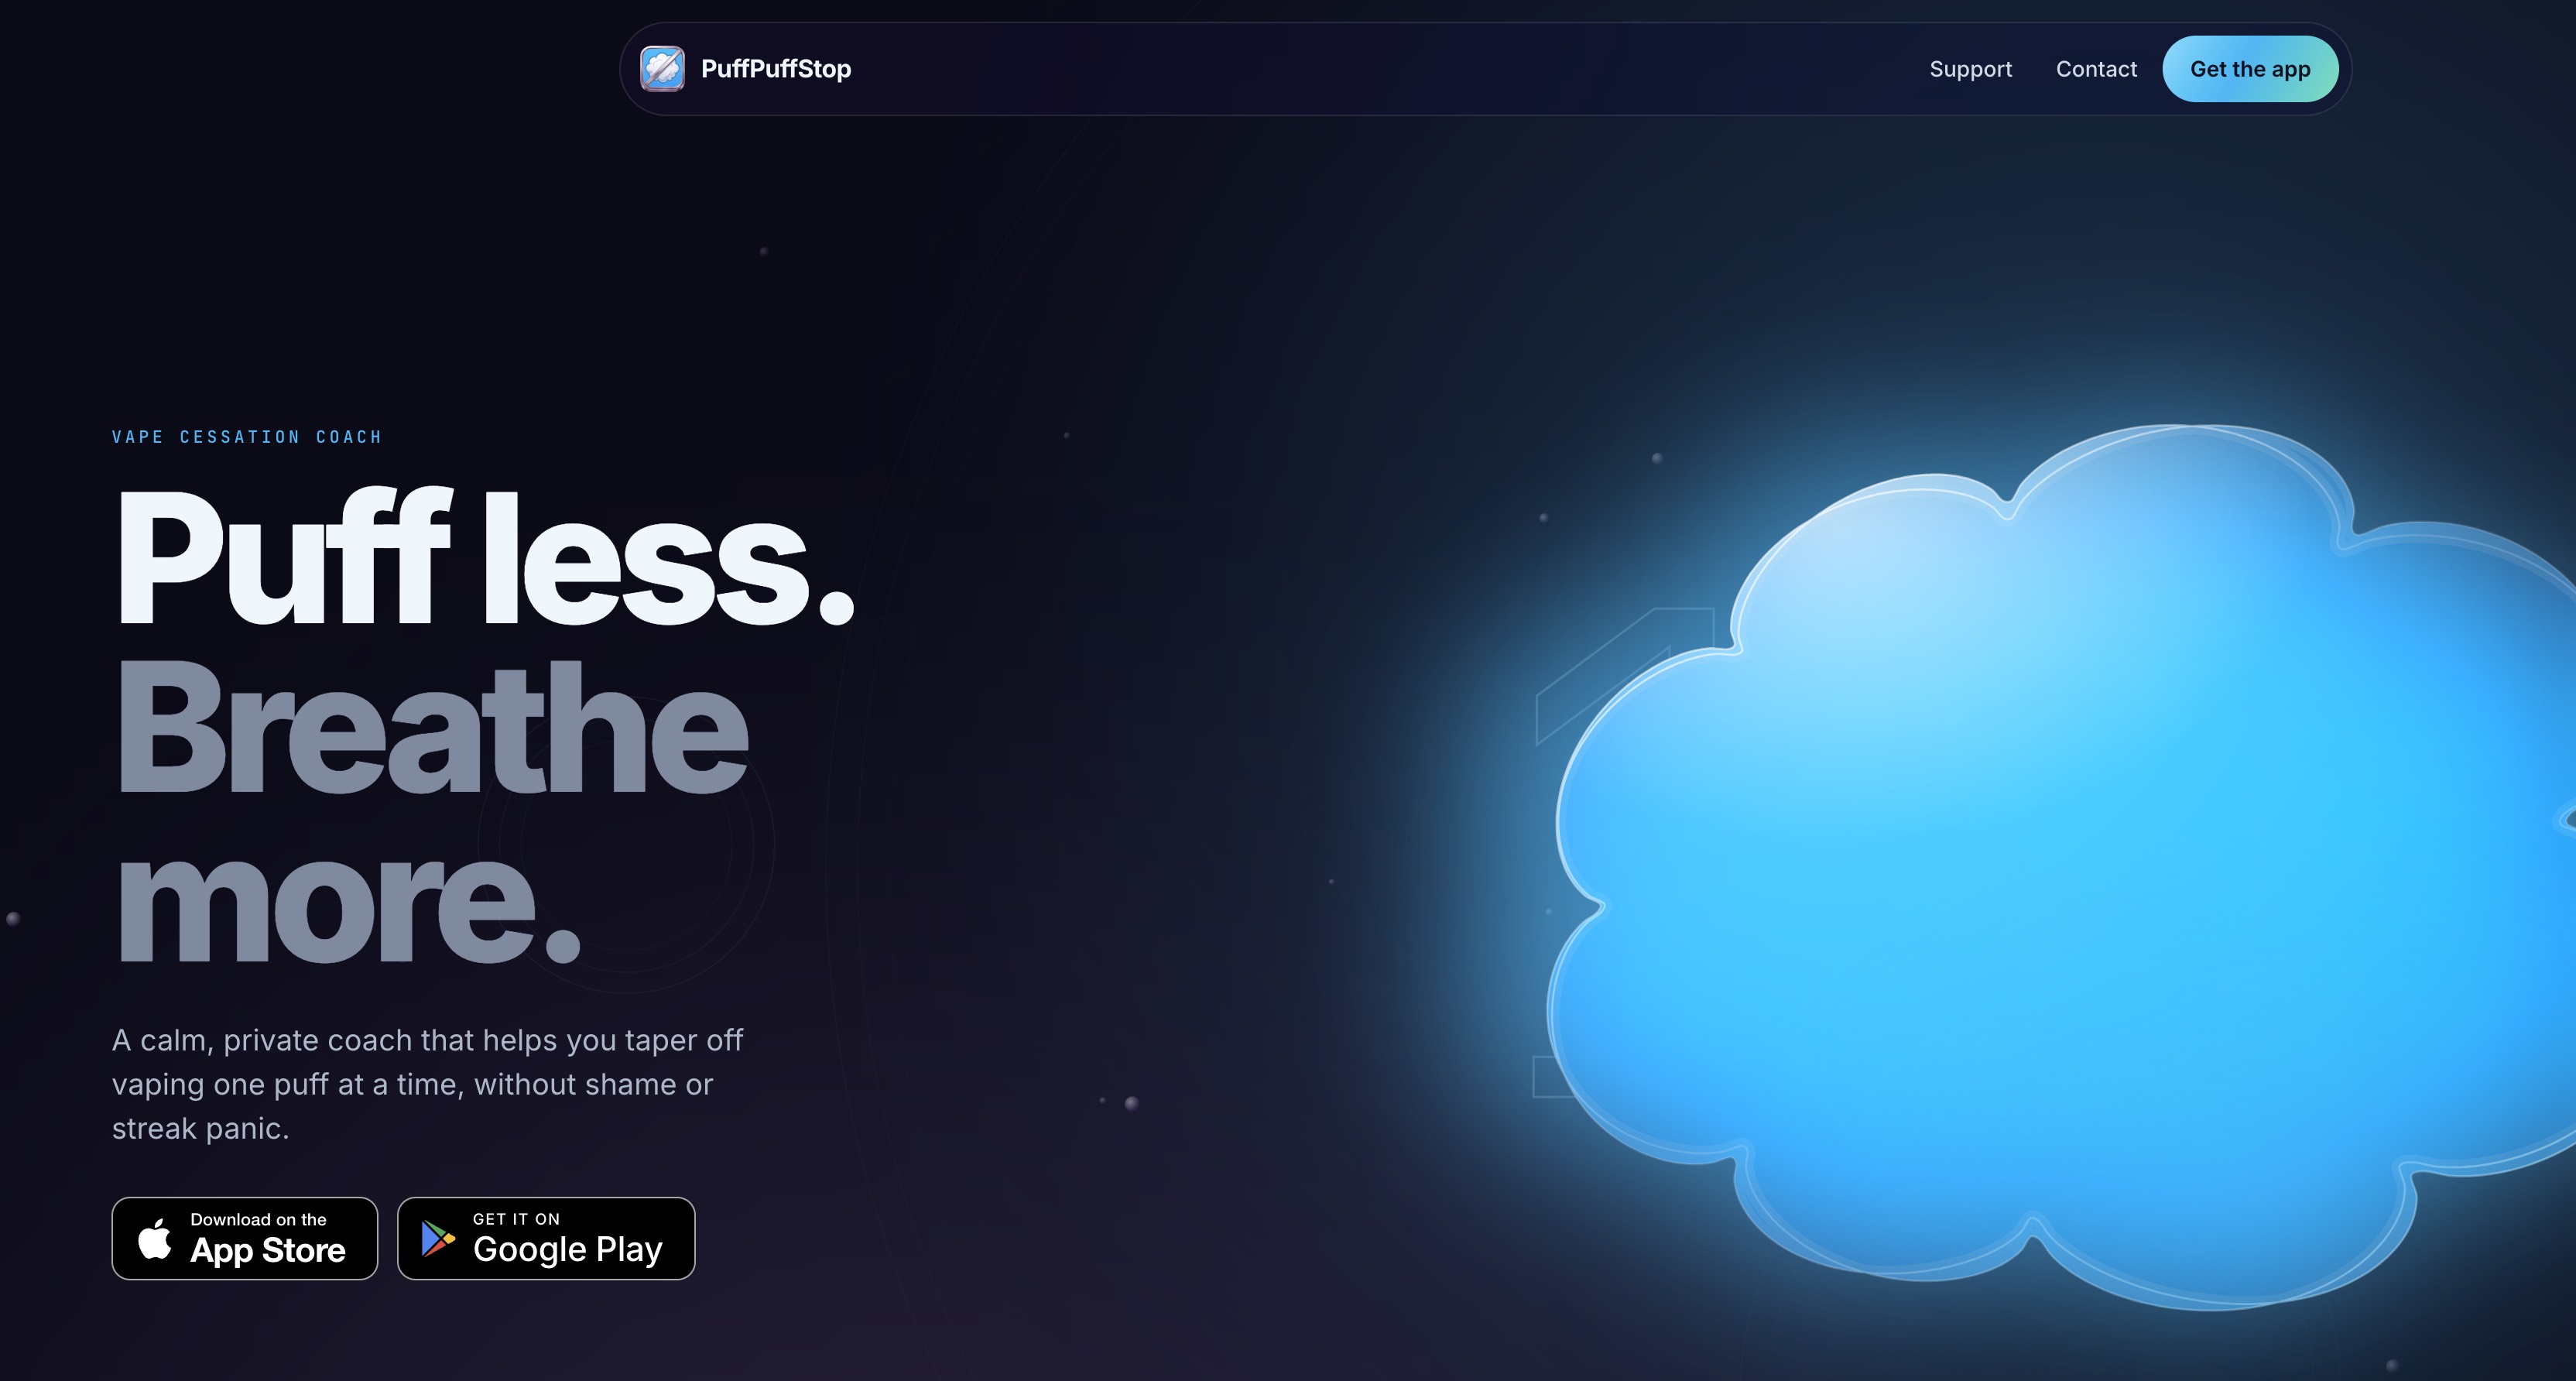 PuffPuffStop
Support
Contact
Get the app
VAPE CESSATION COACH
Puff less.
Breathe
more.
A calm, private coach that helps you taper off
vaping one puff at a time, without shame or
streak panic.
Download on the
App Store
GET IT ON
Google Play